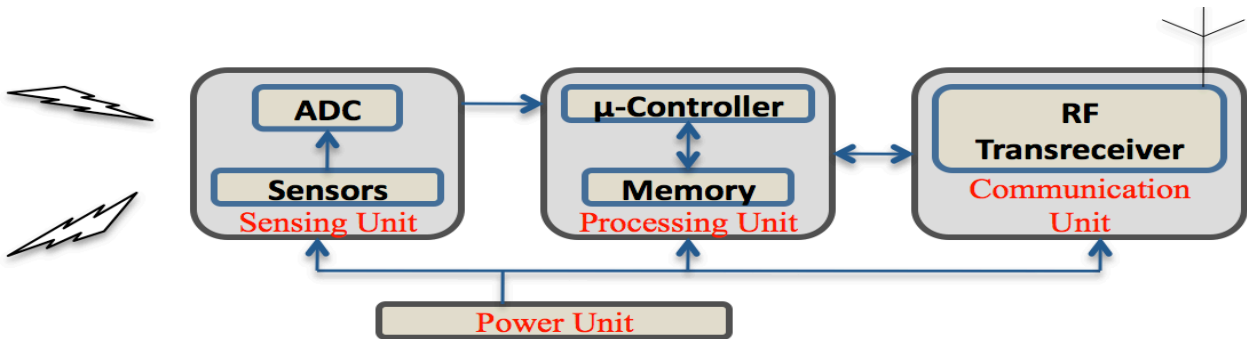 ADC
Sensors
Sensing Unit
µ-Controller
Memory
Processing Unit
RF
Transreceiver
Communication
Unit
Power Unit